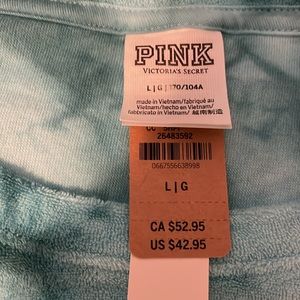 PINK
VICTORIA'S SECRET
L | G | 170/104A
made in Vietnam/fabriqué au
Vietnam/hecho en Vietnam/
fabbricato in Vietnam/ 越南制造
26483592
0667556638998
L | G
CA $52.95
US $42.95